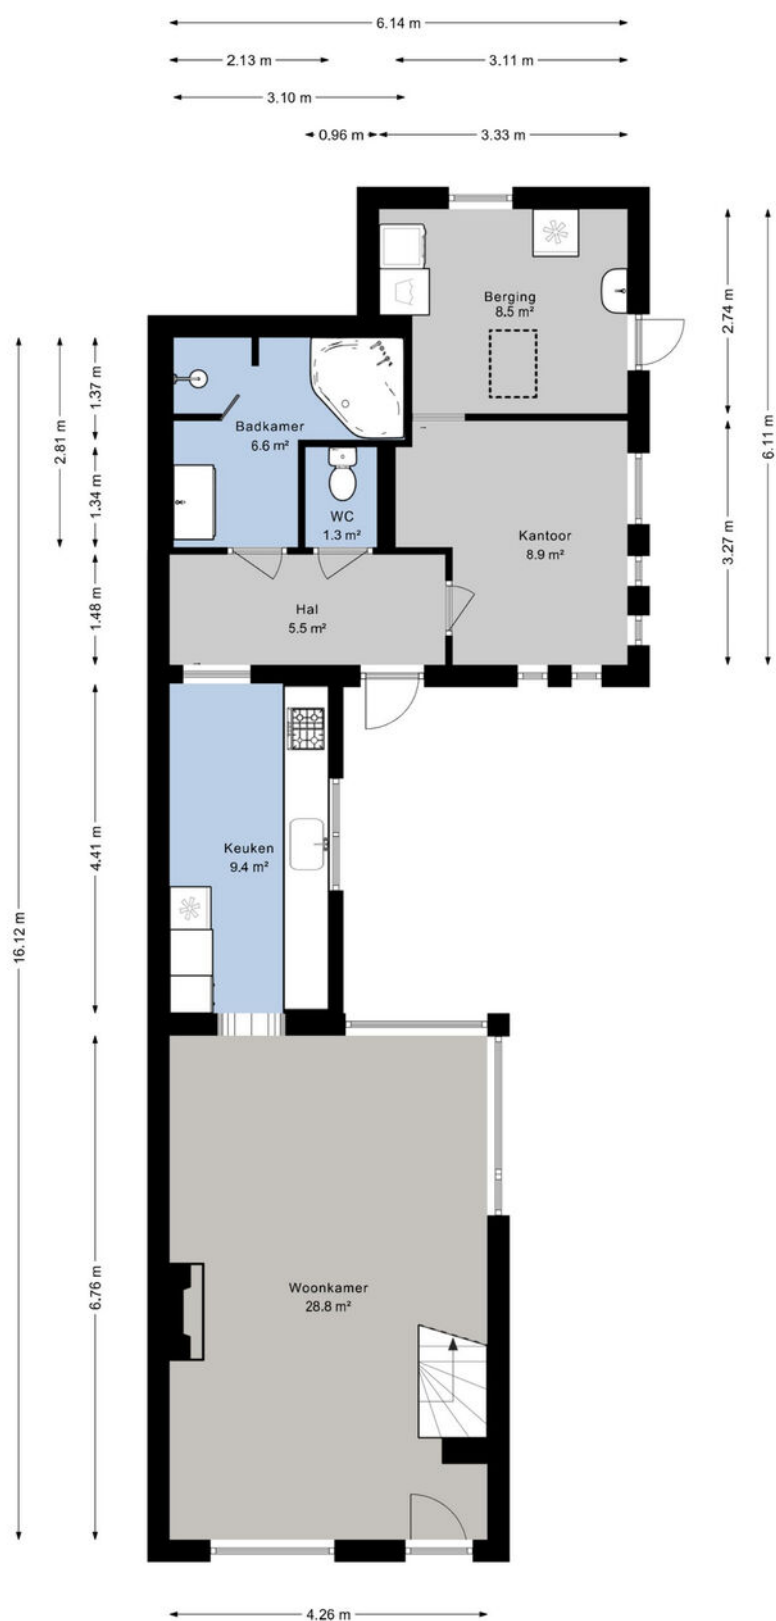 6.14 m
2.13 m
3.11 m
3.10 m
0.96 m
3.33 m
Berging
8.5 m²
2.74 m
6.11 m
1.37 m
2.81 m
Badkamer
6.6 m²
1.34 m
WC
1.3 m²
Kantoor
8.9 m²
3.27 m
1.48 m
Hal
5.5 m²
Keuken
9.4 m²
4.41 m
16.12 m
6.76 m
Woonkamer
28.8 m²
4.26 m